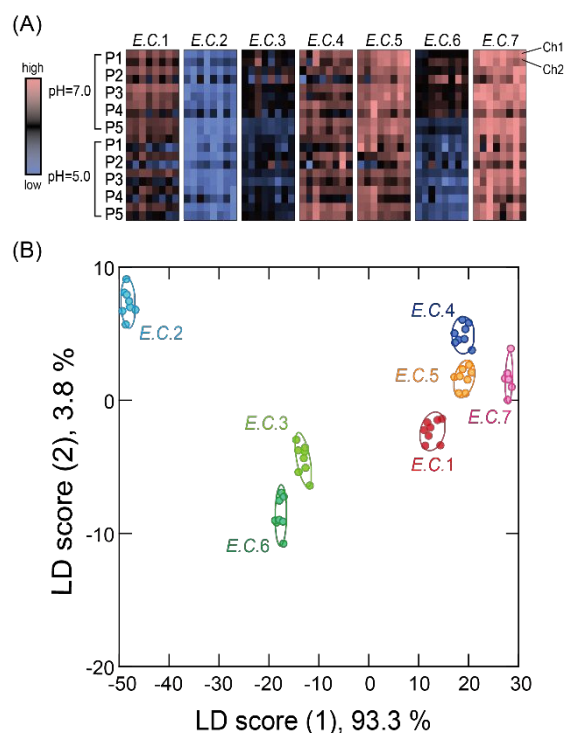 (A)
E.C.1 E.C.2 E.C.3 E.C.4 E.C.5 E.C.6 E.C.7
high
low
pH=7.0
pH=5.0
P1
P2
P3
P4
P5
P1
P2
P3
P4
P5
Ch1
Ch2
(B)
LD score (2), 3.8 %
10
0
-10
-20
E.C.2
E.C.4
E.C.5
E.C.7
E.C.3
E.C.1
E.C.6
-50 -40 -30 -20 -10 0 10 20 30
LD score (1), 93.3 %